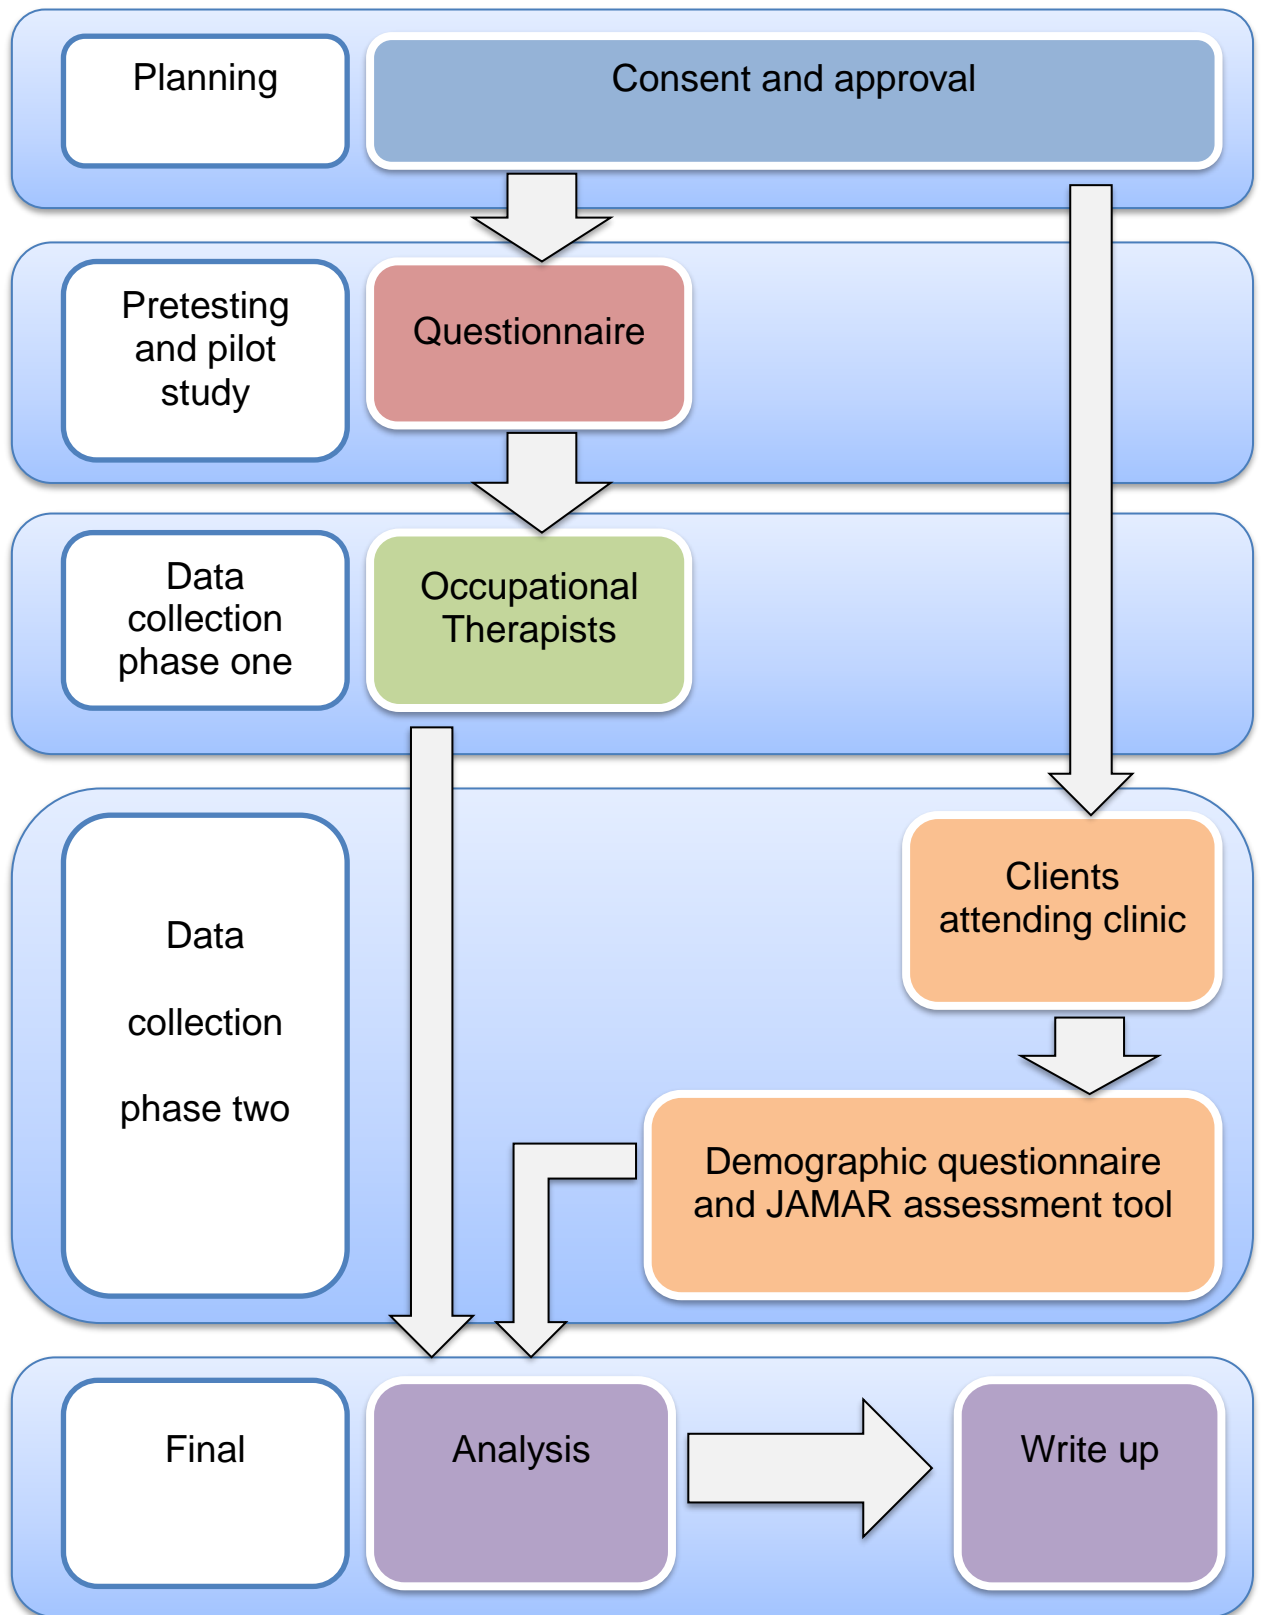 Planning
Consent and approval
Pretesting
and pilot
study
Questionnaire
Data
collection
phase one
Occupational
Therapists
Data
collection
phase two
Clients
attending clinic
Demographic questionnaire
and JAMAR assessment tool
Final
Analysis
Write up